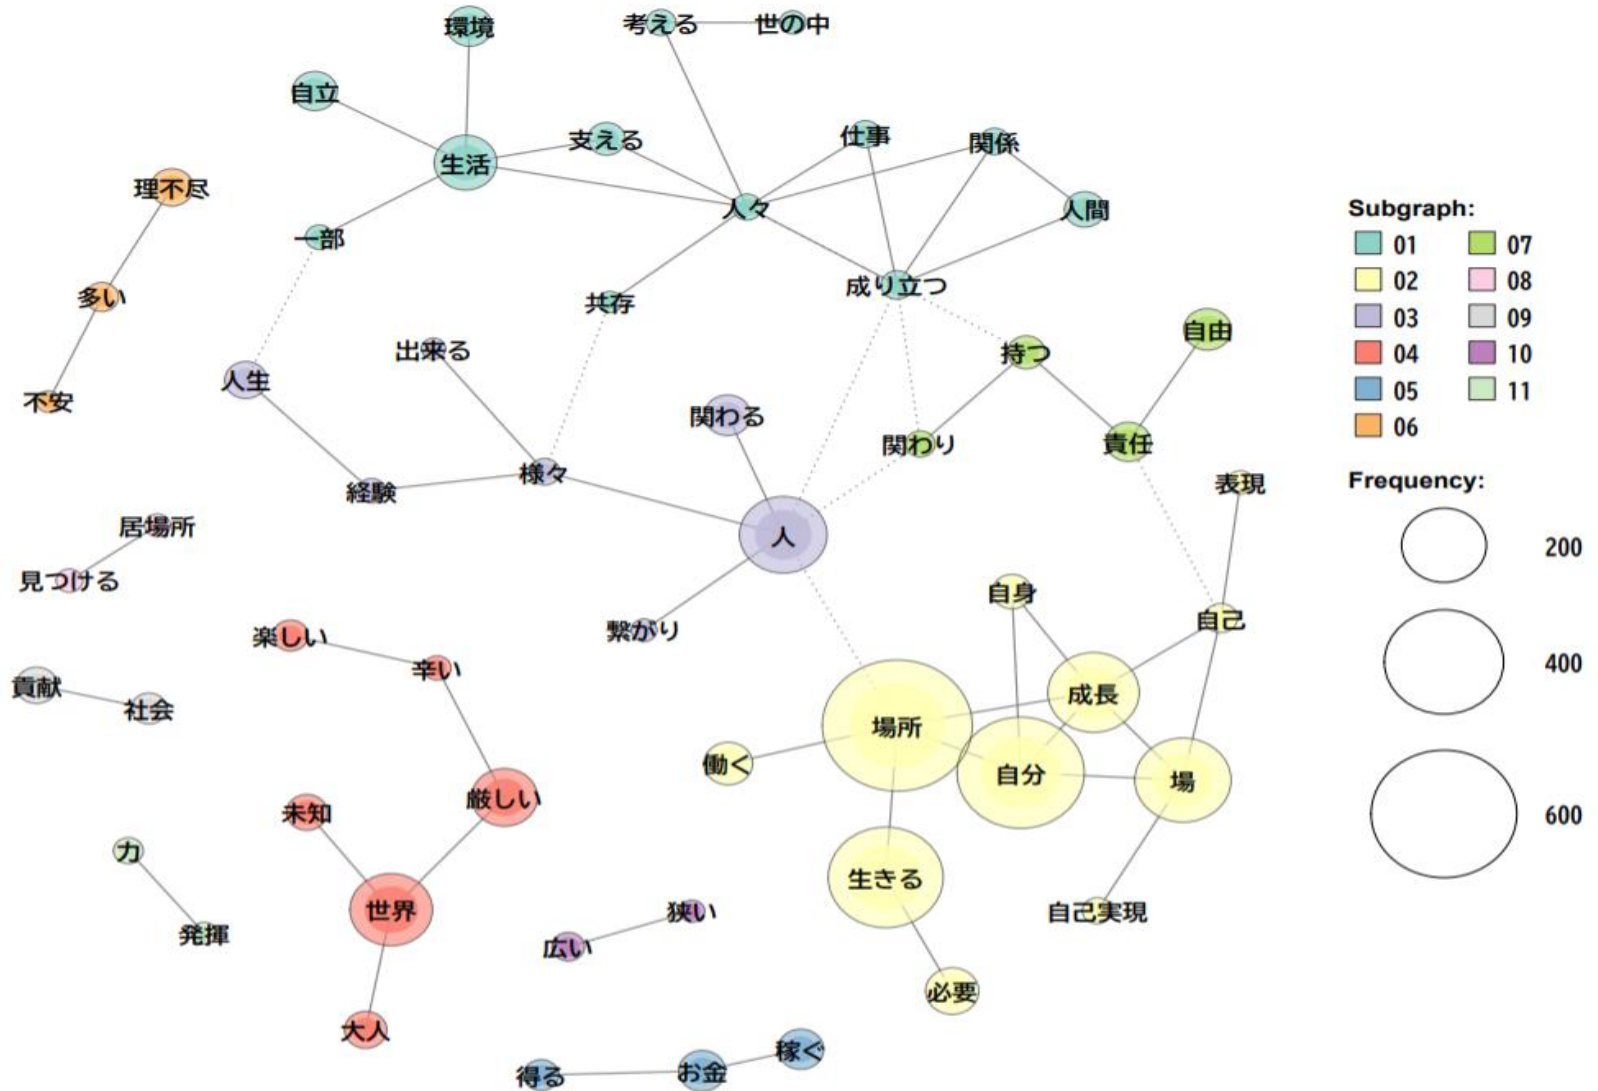 環境
考える
世の中
自立
支える
仕事
関係
生活
理不尽
人々
人間
一部
多い
共存
成り立つ
自由
出来る
持つ
人生
不安
関わる
関わり
責任
様々
経験
表現
居場所
人
見つける
自身
自己
繋がり
楽しい
辛い
貢献
社会
成長
場所
働く
自分
場
厳しい
未知
力
生きる
世界
狭い
自己実現
発揮
広い
必要
大人
稼ぐ
得る
お金
Subgraph:
01
02
03
04
05
06
07
08
09
10
11
Frequency:
200
400
600